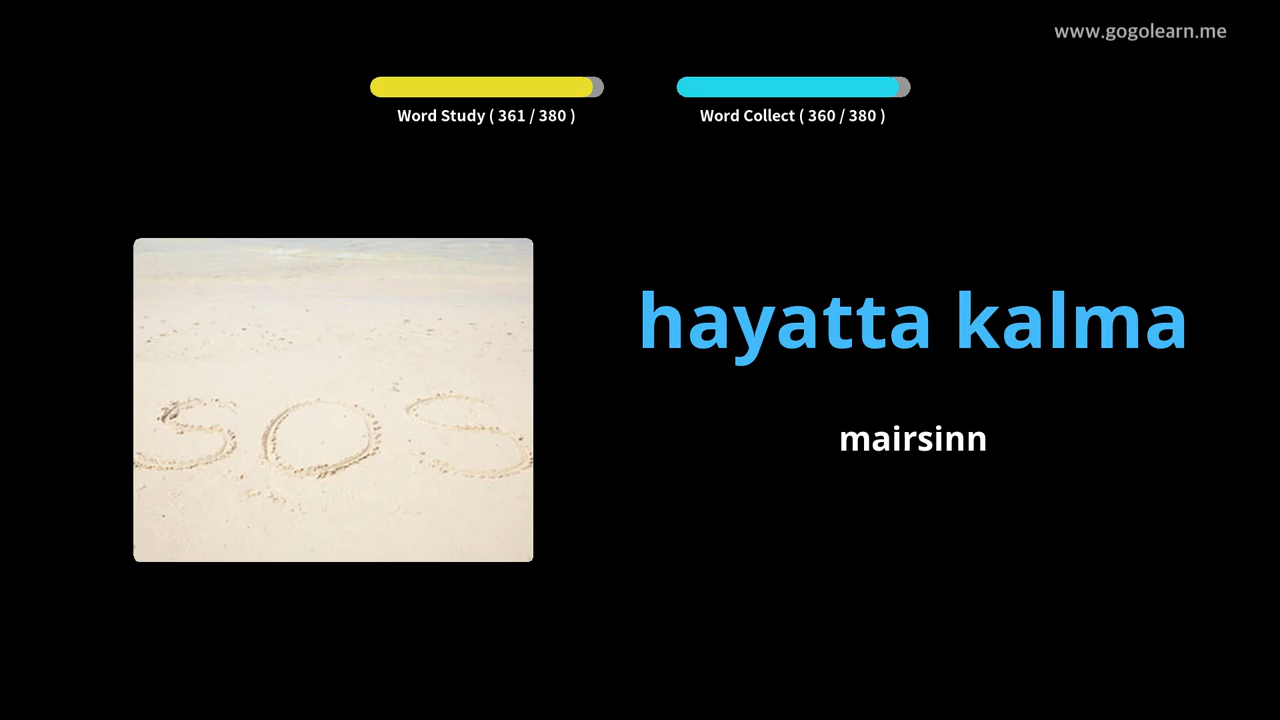 www.gogolearn.me
Word Study ( 361 / 380 )
Word Collect ( 360 / 380 )
SOS
hayatta kalma
mairsinn